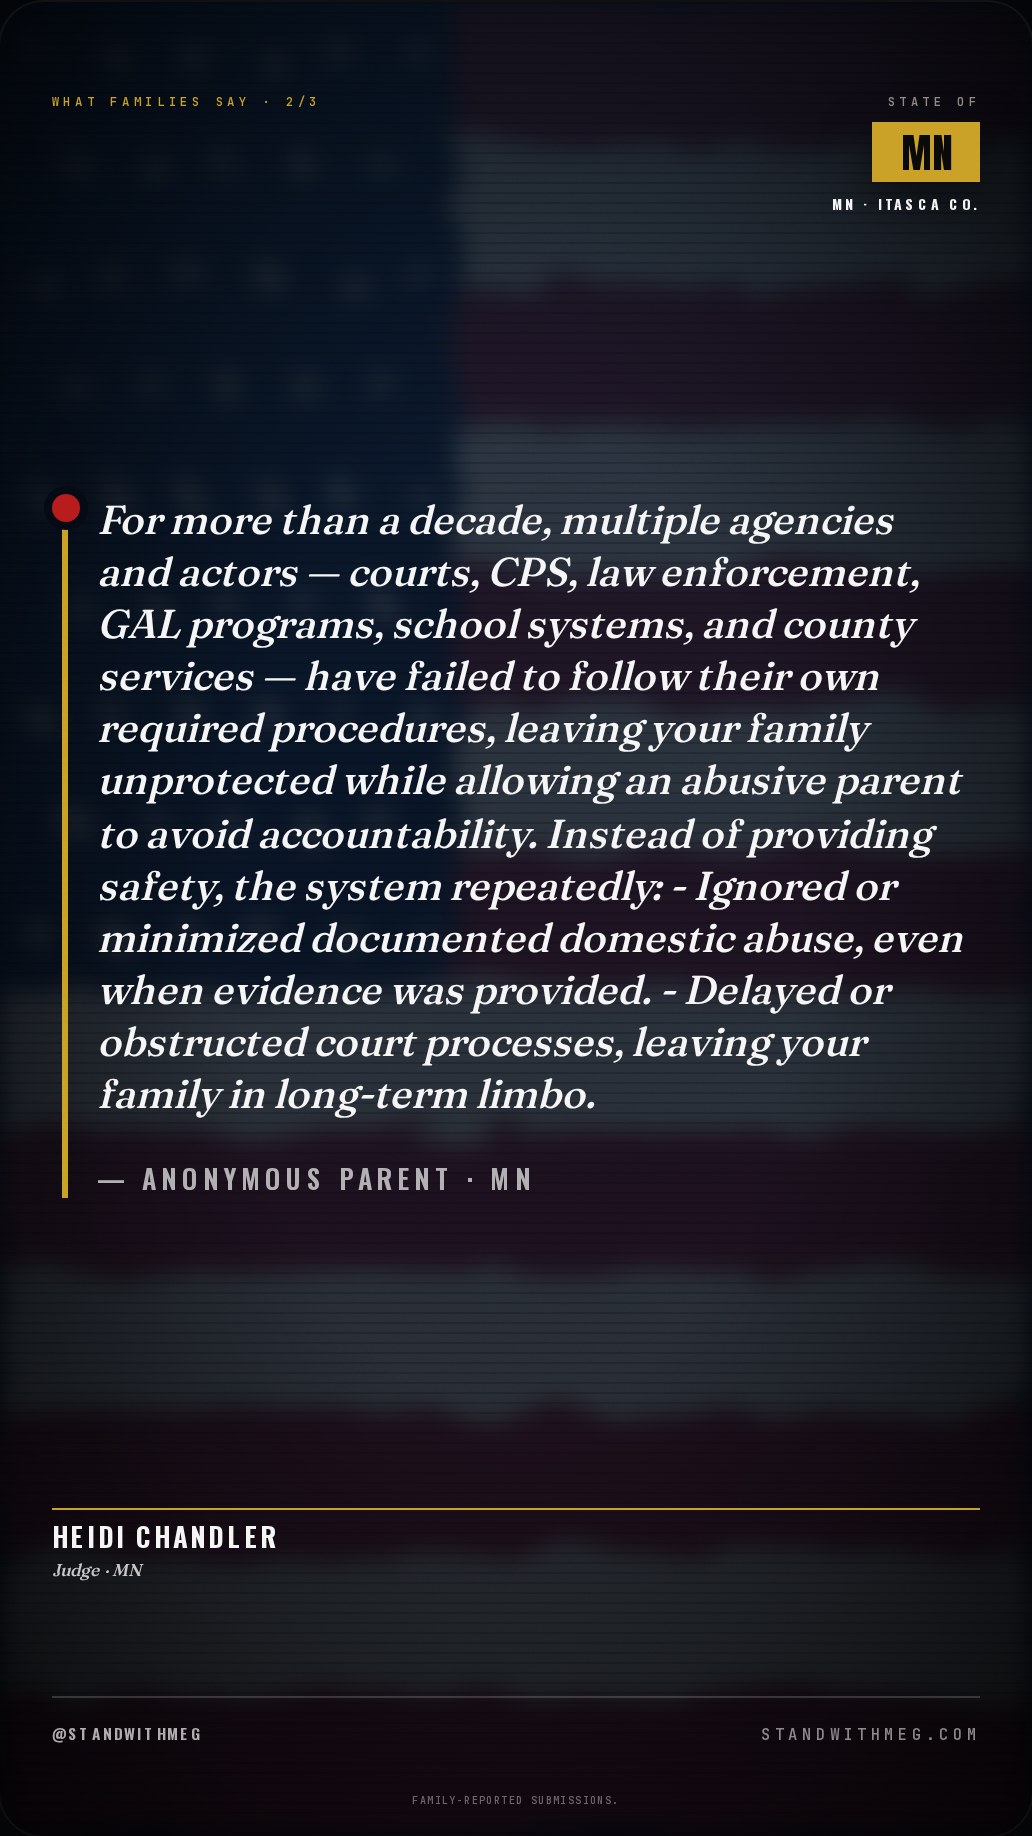 WHAT FAMILIES SAY · 2/3
STATE OF
MN
MN · ITASCA CO.
For more than a decade, multiple agencies
and actors — courts, CPS, law enforcement,
GAL programs, school systems, and county
services — have failed to follow their own
required procedures, leaving your family
unprotected while allowing an abusive parent
to avoid accountability. Instead of providing
safety, the system repeatedly: - Ignored or
minimized documented domestic abuse, even
when evidence was provided. - Delayed or
obstructed court processes, leaving your
family in long-term limbo.
— ANONYMOUS PARENT · MN
HEIDI CHANDLER
Judge · MN
@STANDWITHMEG
STANDWITHMEG.COM
FAMILY-REPORTED SUBMISSIONS.